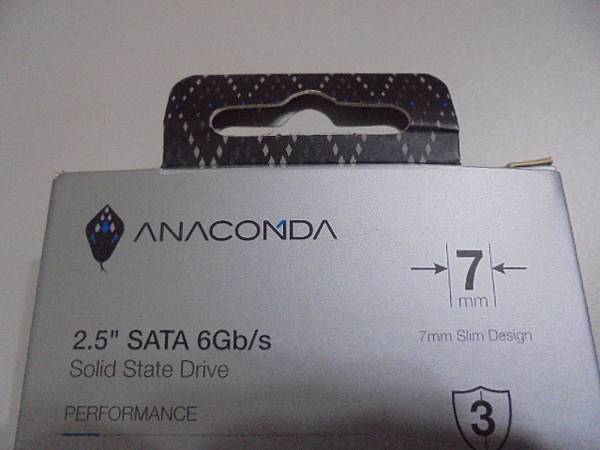 ANACONDA
7
mm
7mm Slim Design
2.5" SATA 6Gb/s
Solid State Drive
PERFORMANCE
3